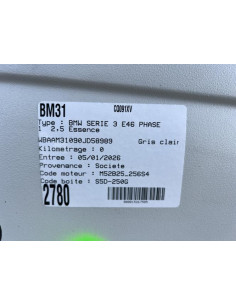 BM31 CQ091XV
Type : BMW SERIE 3 E46 PHASE
1 2.5 Essence
WBAAM31090JD58989 Gris clair
Kilometrage : 0
Entree : 05/01/2026
Provenance : Societe
Code moteur : M52B25_256S4
Code boite : S5D-250G
2780